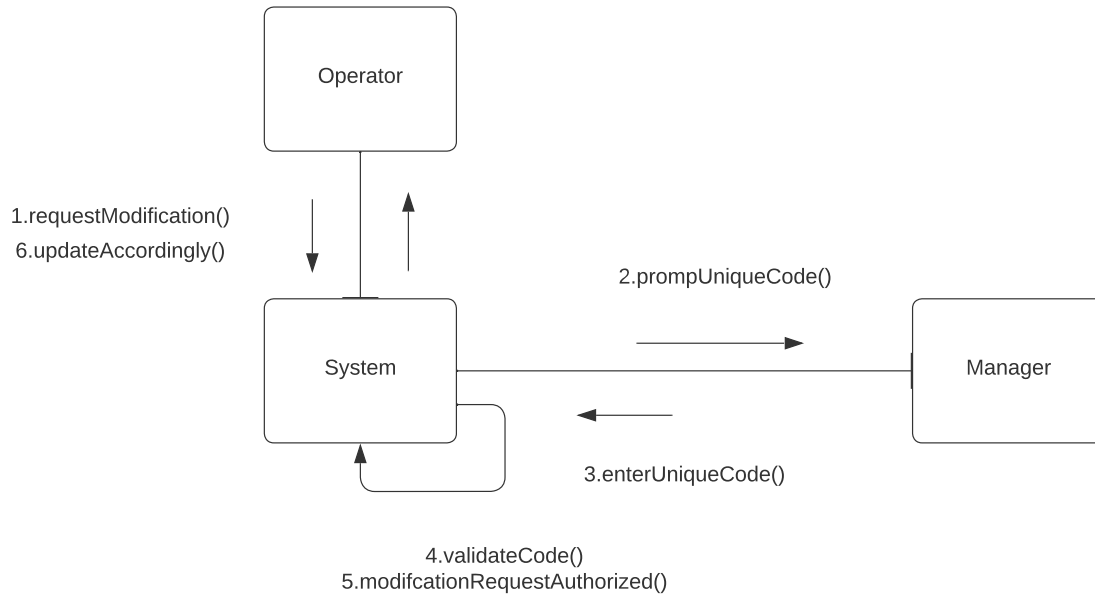 Operator
1.requestModification()
6.updateAccordingly()
2.prompUniqueCode()
System
Manager
3.enterUniqueCode()
4.validateCode()
5.modifcationRequestAuthorized()